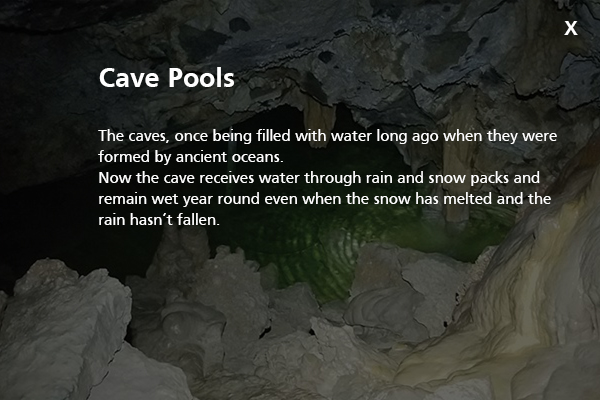 X
Cave Pools
The caves, once being filled with water long ago when they were
formed by ancient oceans.
Now the cave receives water through rain and snow packs and
remain wet year round even when the snow has melted and the
rain hasn´t fallen.